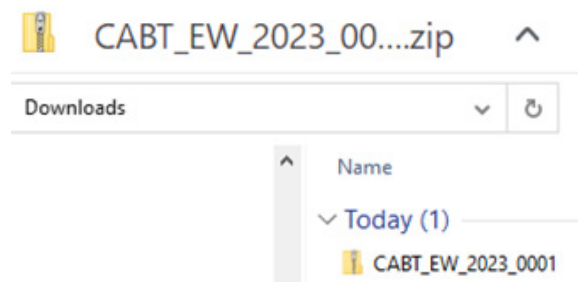 CABT_EW_2023_00....zip
Downloads
Name
Today (1)
CABT_EW_2023_0001